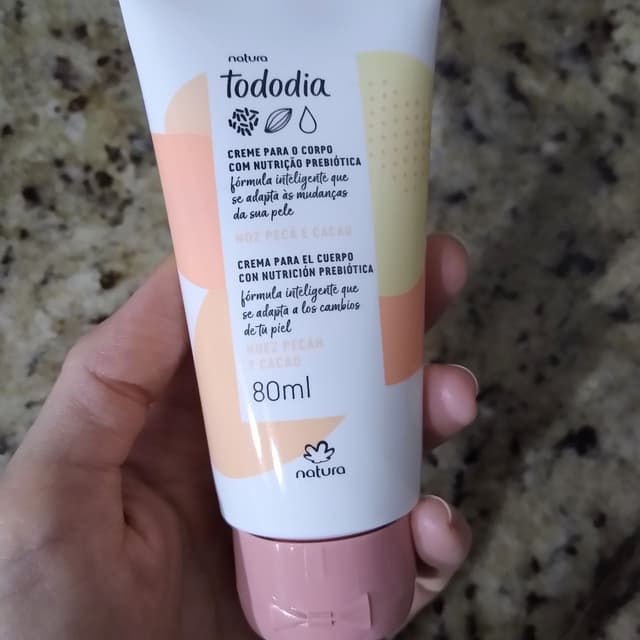 natura
tododia
CREME PARA O CORPO
COM NUTRIÇÃO PREBIÓTICA
fórmula inteligente que
se adapta às mudanças
da sua pele
NOZ PECÃ E CACAU
CREMA PARA EL CUERPO
CON NUTRICIÓN PREBIÓTICA
fórmula inteligente que
se adapta a los cambios
de tu piel
NUEZ PECÁN
Y CACAO
80ml
natura